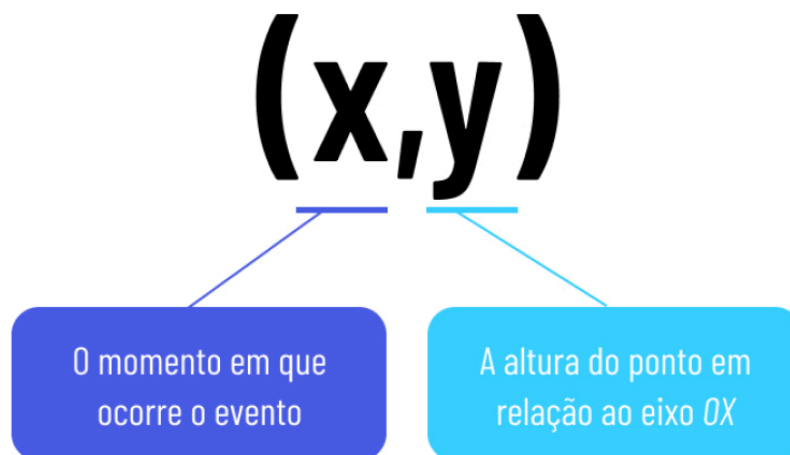 (x,y)
O momento em que
ocorre o evento
A altura do ponto em
relação ao eixo OX